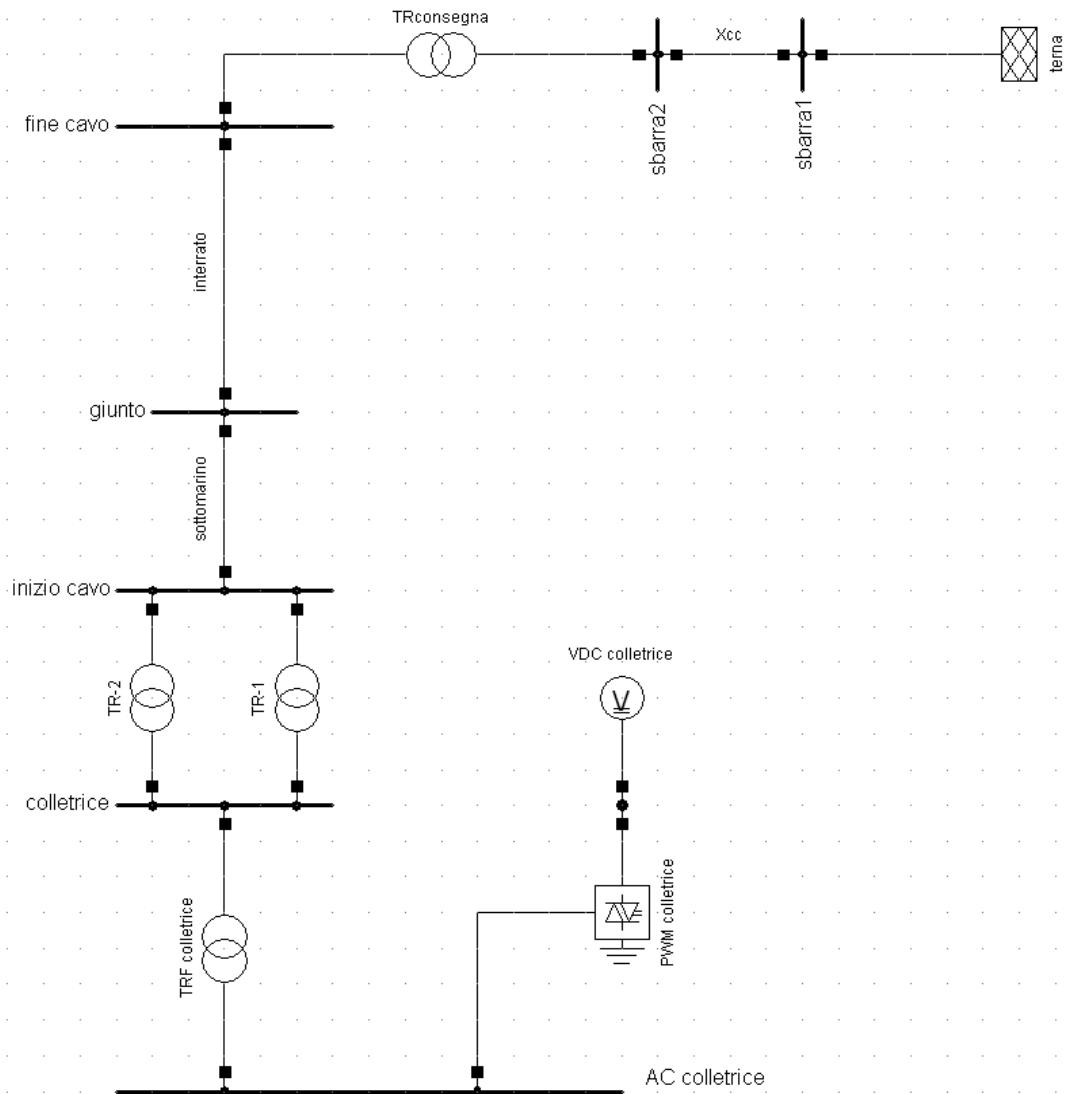 TRconsegna
Xcc
terna
fine cavo
sbarra2
sbarra1
interrato
giunto
sottomarino
inizio cavo
TR-2
TR-1
VDC colletrice
V
colletrice
PWM colletrice
TRF colletrice
AC colletrice